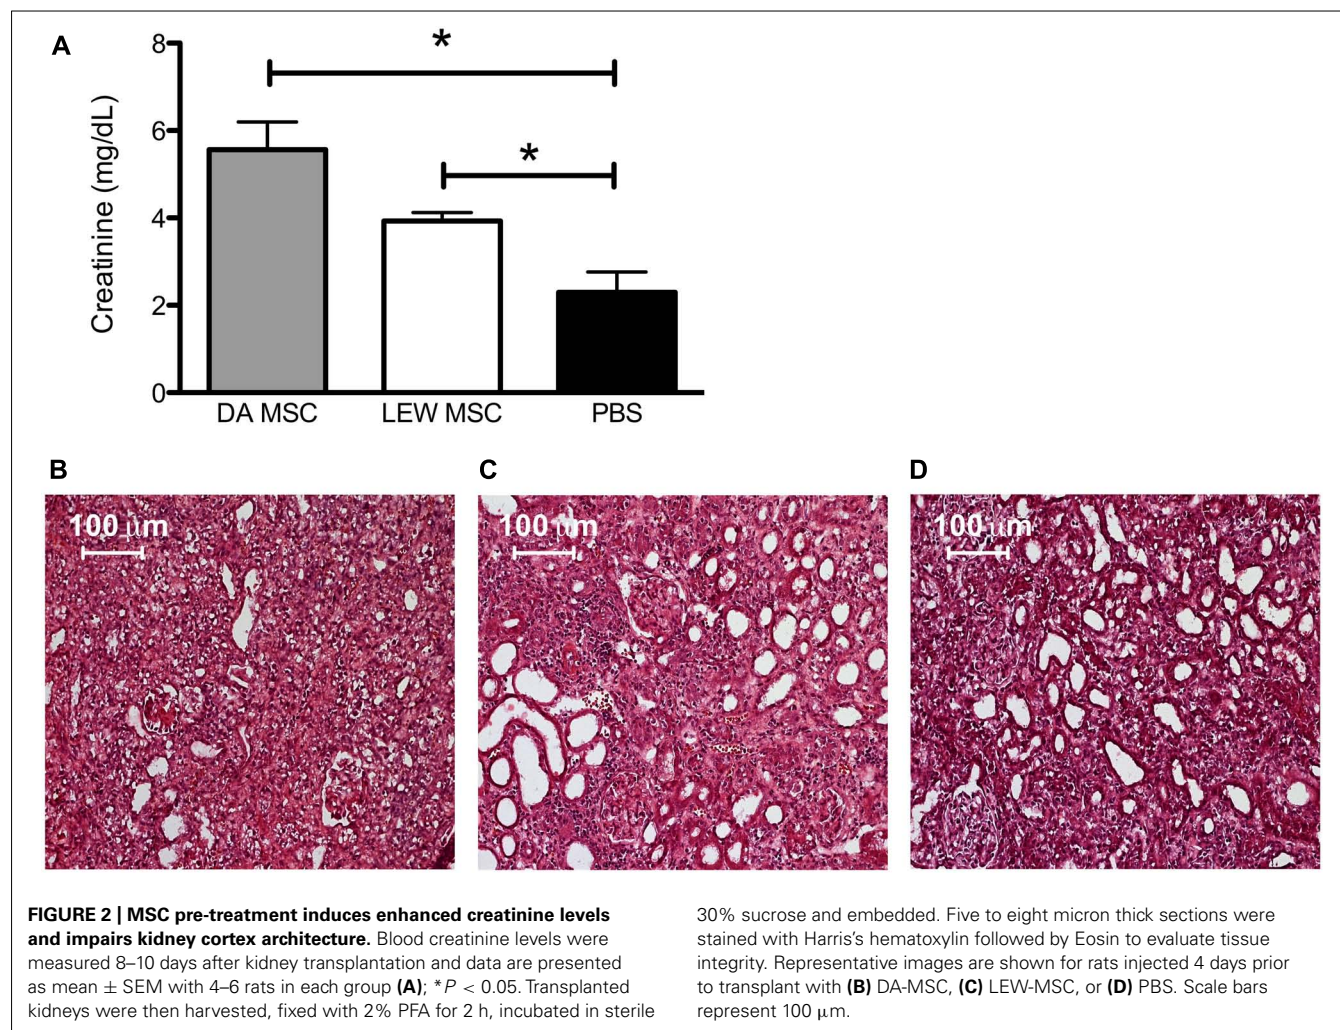 A
8
6
4
2
0
Creatinine (mg/dL)
*
*
DA MSC LEW MSC PBS
B
C
D
100 μm
100 μm
100 μm
FIGURE 2 | MSC pre-treatment induces enhanced creatinine levels
and impairs kidney cortex architecture. Blood creatinine levels were
measured 8–10 days after kidney transplantation and data are presented
as mean ± SEM with 4–6 rats in each group (A); *P < 0.05. Transplanted
kidneys were then harvested, fixed with 2% PFA for 2 h, incubated in sterile
30% sucrose and embedded. Five to eight micron thick sections were
stained with Harris's hematoxylin followed by Eosin to evaluate tissue
integrity. Representative images are shown for rats injected 4 days prior
to transplant with (B) DA-MSC, (C) LEW-MSC, or (D) PBS. Scale bars
represent 100 μm.